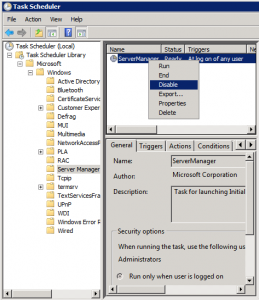 Task Scheduler
File Action View Help
Task Scheduler (Local)
Task Scheduler Library
Microsoft
Windows
Active Directory
Bluetooth
CertificateService
Customer Exper
Defrag
MUI
Multimedia
NetworkAccessP
PLA
RAC
Server Manager
Tcpip
termsrv
TextServicesFram
UPnP
WDI
Windows Error R
Wired
Name Status Triggers
ServerManager Ready At log on of any user
Run
End
Disable
Export...
Properties
Delete
General Triggers Actions Conditions
Name: ServerManager
Author: Microsoft Corporation
Description: Task for launching Initial
Security options
When running the task, use the following us
Administrators
Run only when user is logged on